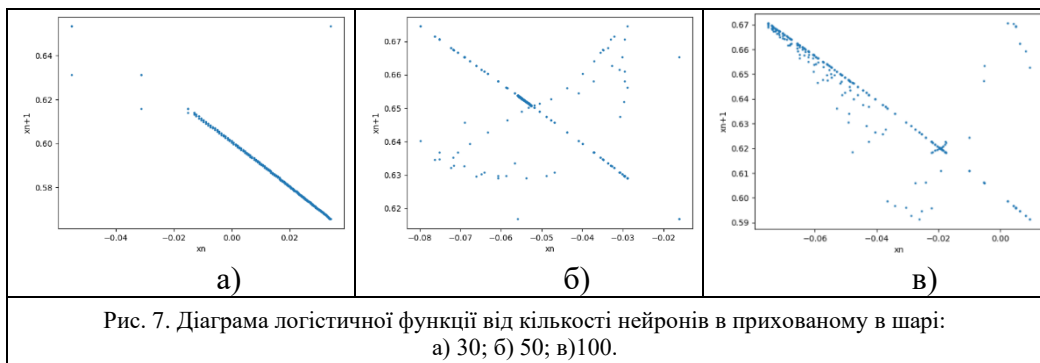 0.64
0.62
0.60
0.58
xn+1
−0.04 −0.02 0.00 0.02
xn
а)
0.67
0.66
0.65
0.64
0.63
0.62
xn+1
−0.08 −0.07 −0.06 −0.05 −0.04 −0.03 −0.02
xn
б)
0.67
0.66
0.65
0.64
0.63
0.62
0.61
0.60
0.59
xn+1
−0.06 −0.04 −0.02 0.00
xn
в)
Рис. 7. Діаграма логістичної функції від кількості нейронів в прихованому в шарі:
а) 30; б) 50; в)100.